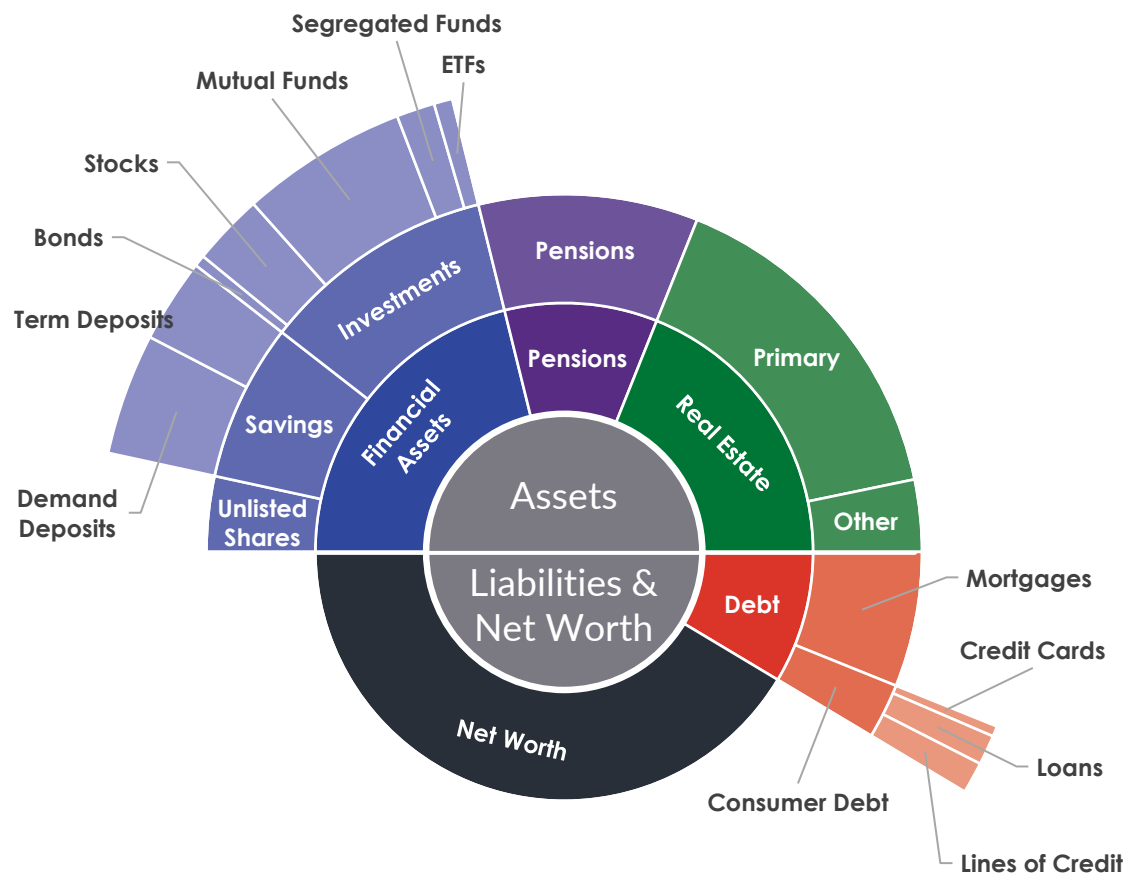 Segregated Funds
ETFs
Mutual Funds
Stocks
Bonds
Term Deposits
Demand
Deposits
Investments
Savings
Unlisted
Shares
Financial
Assets
Pensions
Pensions
Primary
Real Estate
Other
Assets
Liabilities &
Net Worth
Debt
Mortgages
Credit Cards
Loans
Consumer Debt
Lines of Credit
Net Worth